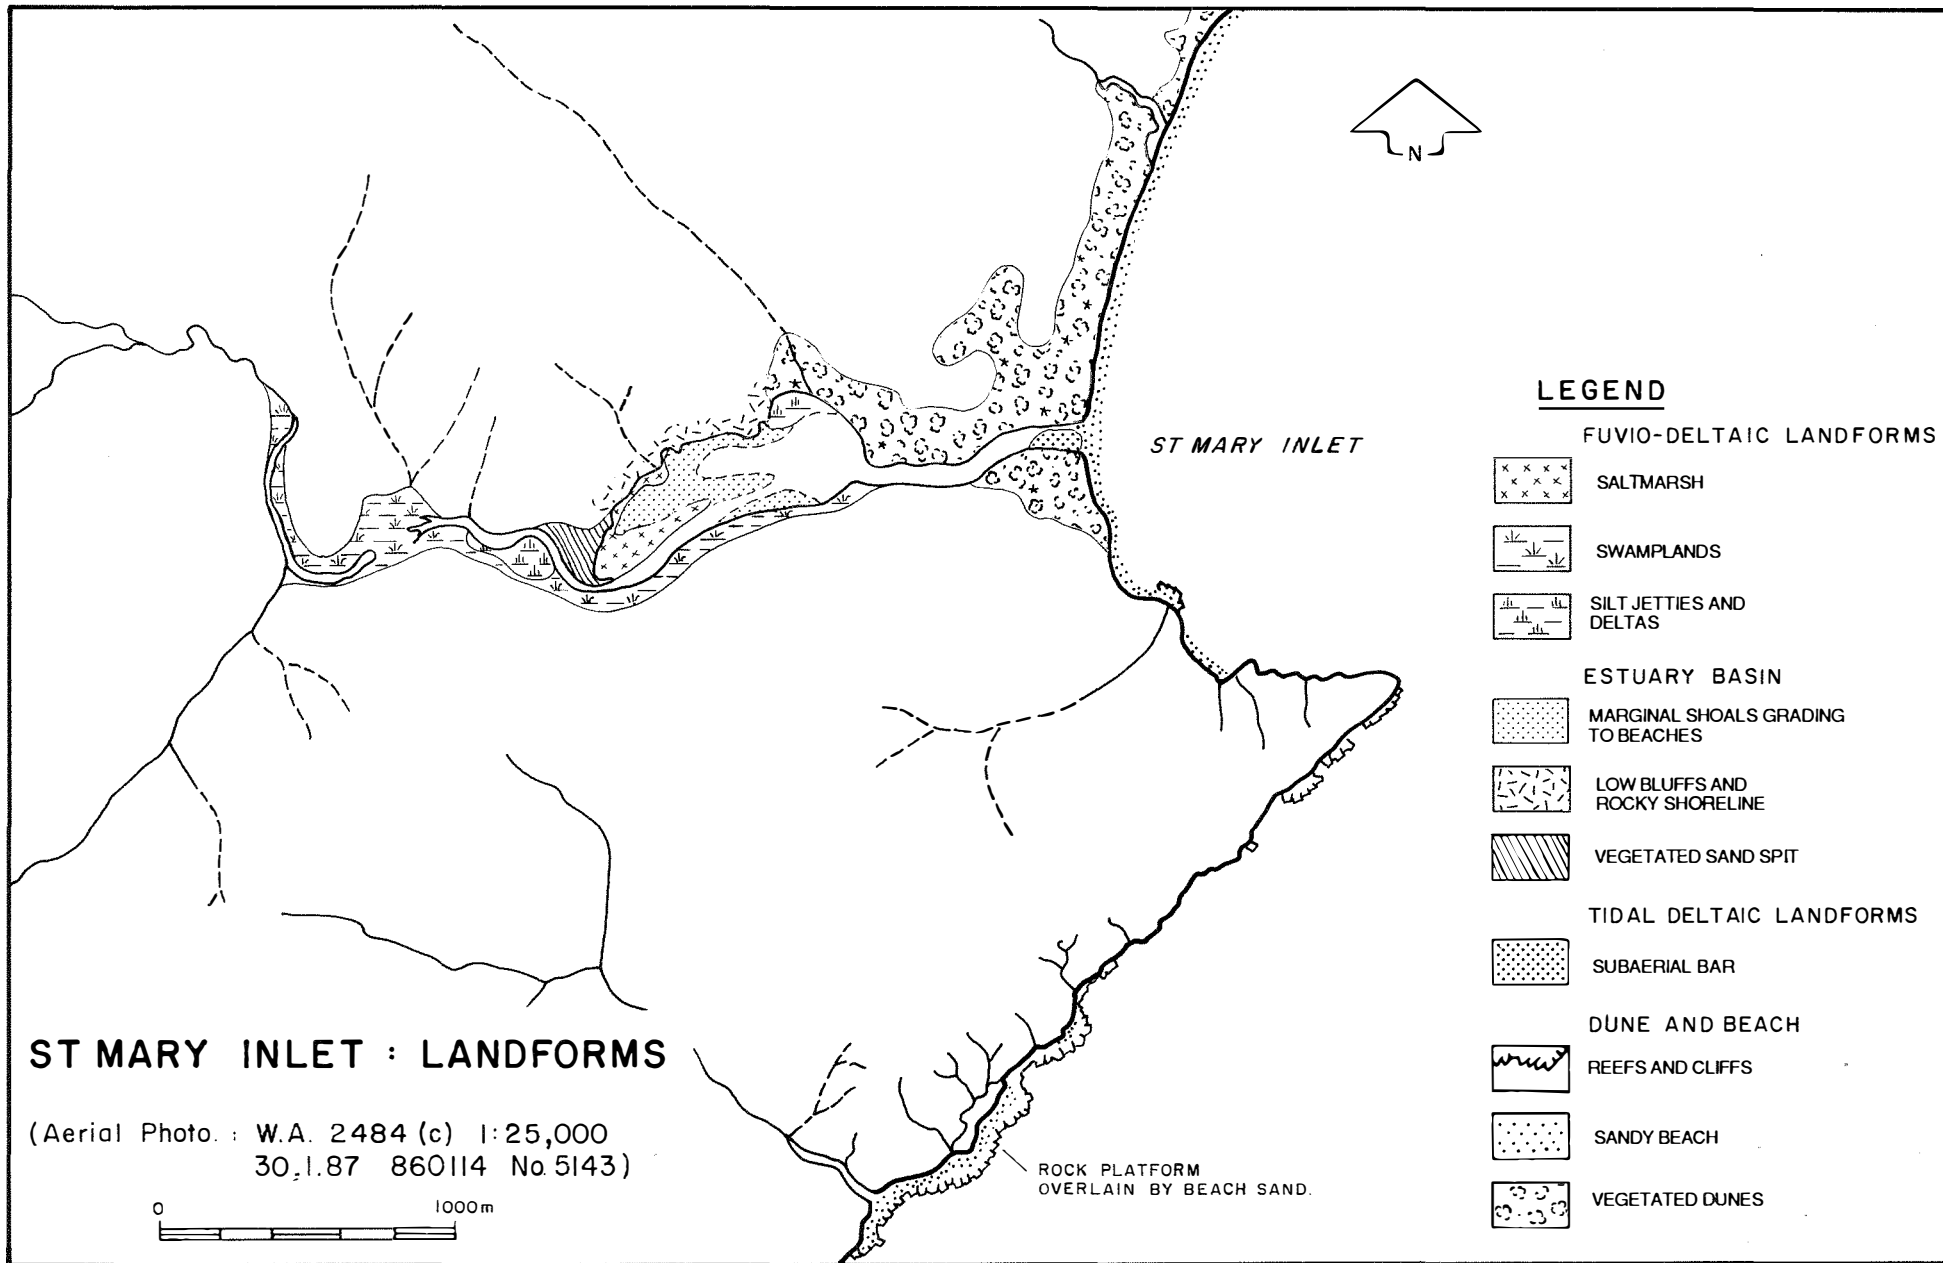 N
ST MARY INLET
LEGEND
FUVIO-DELTAIC LANDFORMS
SALTMARSH
SWAMPLANDS
SILT JETTIES AND
DELTAS
ESTUARY BASIN
MARGINAL SHOALS GRADING
TO BEACHES
LOW BLUFFS AND
ROCKY SHORELINE
VEGETATED SAND SPIT
TIDAL DELTAIC LANDFORMS
SUBAERIAL BAR
DUNE AND BEACH
REEFS AND CLIFFS
SANDY BEACH
VEGETATED DUNES
ST MARY INLET : LANDFORMS
(Aerial Photo. : W.A. 2484 (c) 1:25,000
30.1.87 860114 No. 5143)
0 1000m
ROCK PLATFORM
OVERLAIN BY BEACH SAND.